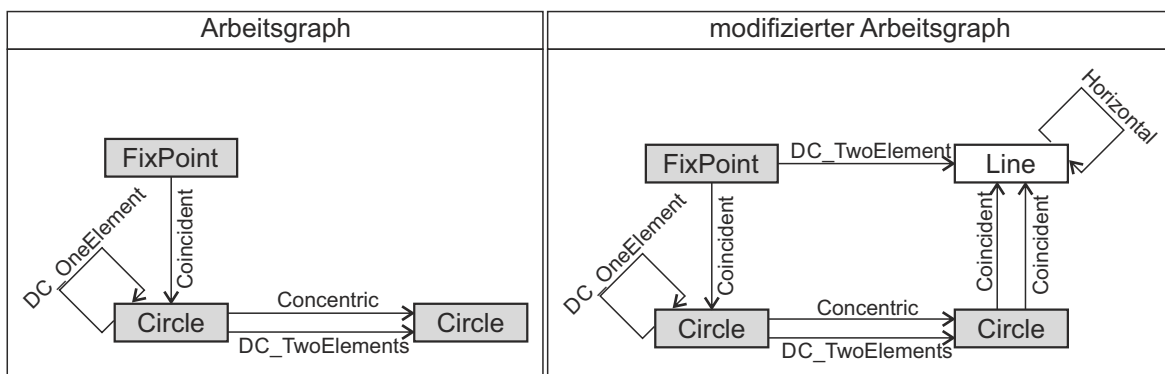 Arbeitsgraph
FixPoint
DC_OneElement
Coincident
Circle
Concentric
DC_TwoElements
Circle
modifizierter Arbeitsgraph
Horizontal
FixPoint
DC_TwoElement
Line
DC_OneElement
Coincident
Coincident
Coincident
Circle
Concentric
DC_TwoElements
Circle